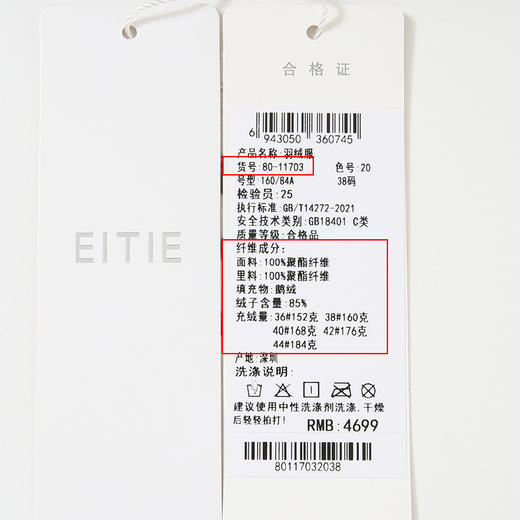 EITIE
合格证
6 943050 360745
产品名称:羽绒服
货号:80-11703 色号:20
号型:160/84A 38码
检验员:25
执行标准:GB/T14272-2021
安全技术类别:GB18401 C类
质量等级:合格品
纤维成分:
面料:100%聚酯纤维
里料:100%聚酯纤维
填充物:鹅绒
绒子含量:85%
充绒量:36#152克 38#160克
40#168克 42#176克
44#184克
产地:深圳
洗涤说明:
建议使用中性洗涤剂洗涤,干燥
后轻轻拍打!
RMB:4699
80117032038